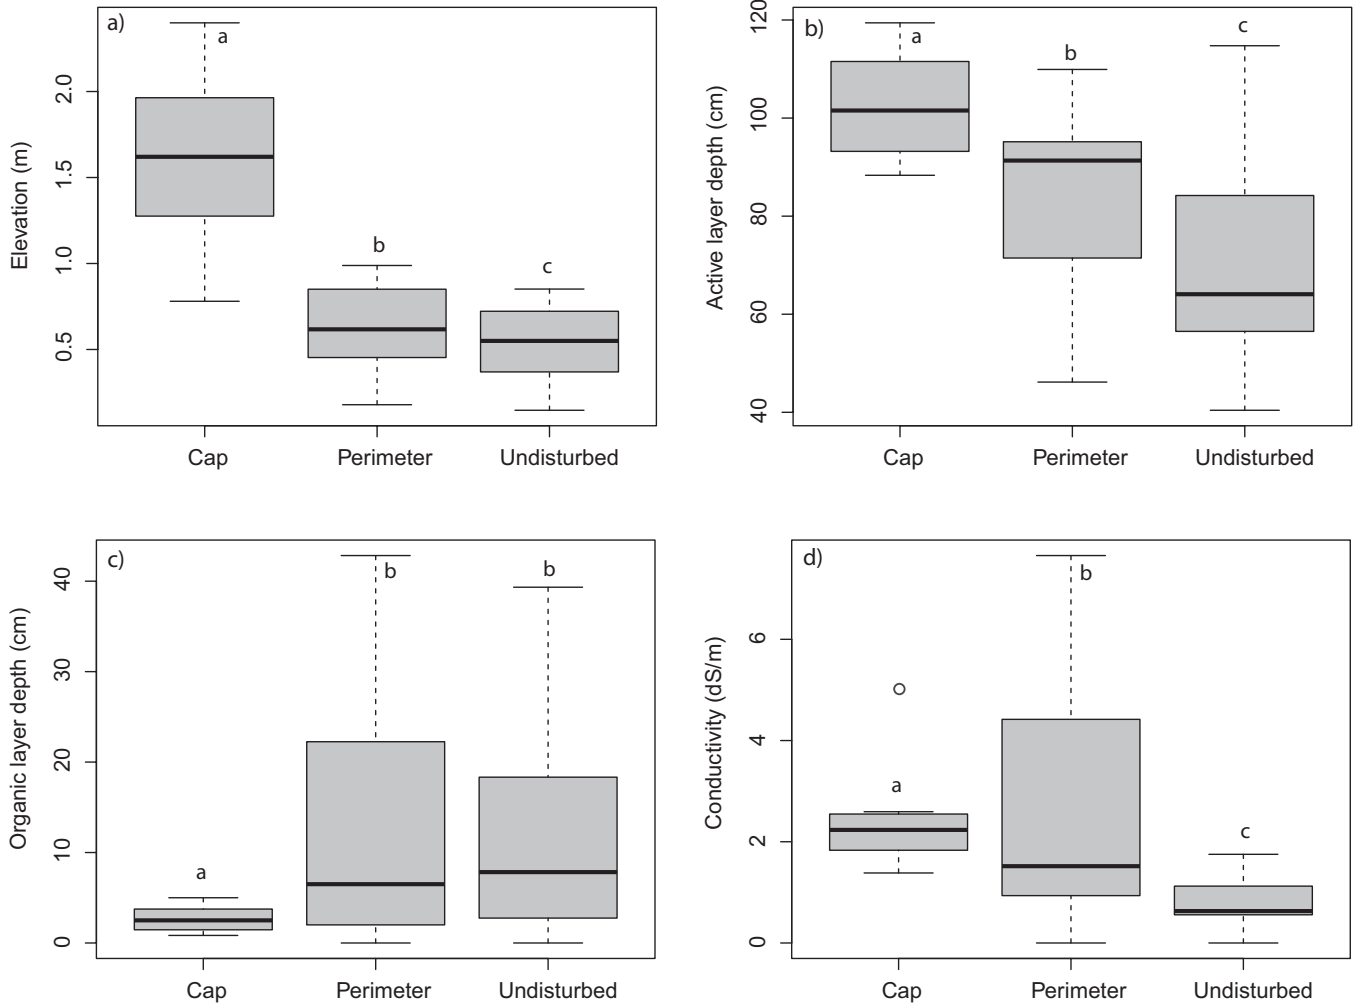 a)
a
b
c
Elevation (m)
2.0
1.5
1.0
0.5
Cap Perimeter Undisturbed
b)
a
b
c
Active layer depth (cm)
120
100
80
60
40
Cap Perimeter Undisturbed
c)
a
b
b
Organic layer depth (cm)
40
30
20
10
0
Cap Perimeter Undisturbed
d)
a
b
c
Conductivity (dS/m)
6
4
2
0
Cap Perimeter Undisturbed